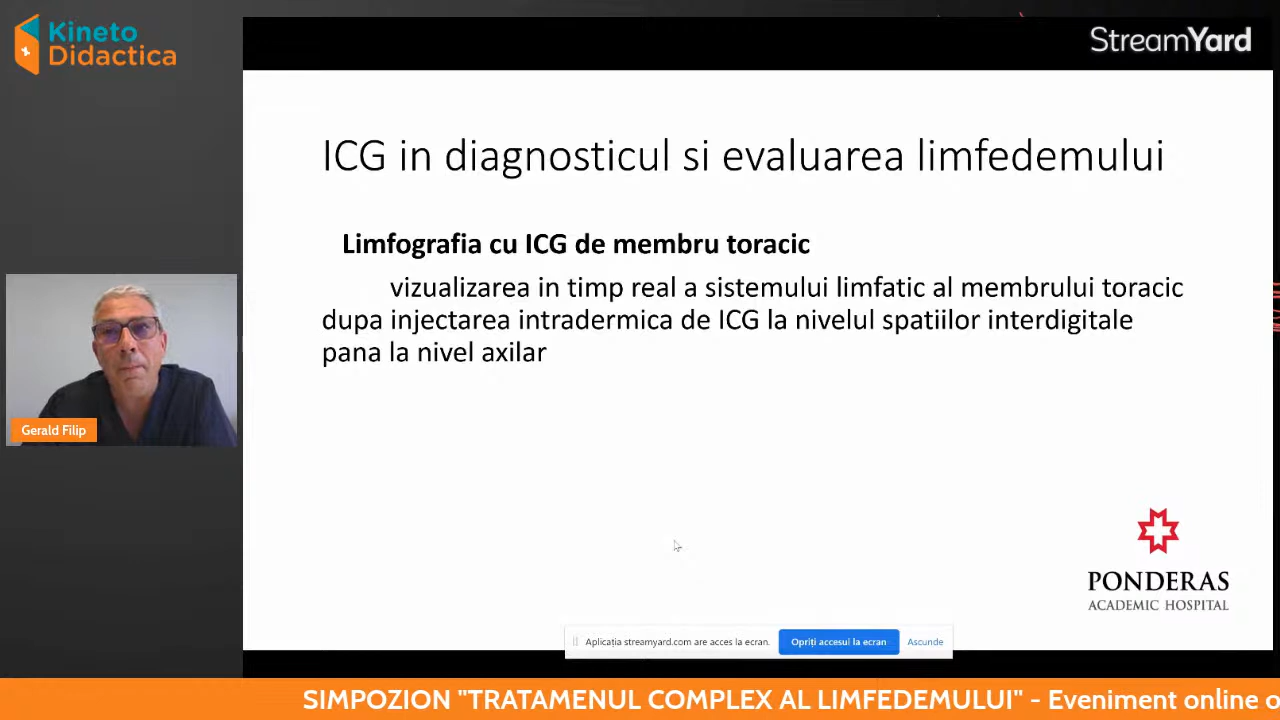 Kineto
Didactica
StreamYard
ICG in diagnosticul si evaluarea limfedemului
Limfografia cu ICG de membru toracic
vizualizarea in timp real a sistemului limfatic al membrului toracic
dupa injectarea intradermica de ICG la nivelul spatiilor interdigitale
pana la nivel axilar
Gerald Filip
PONDERAS
ACADEMIC HOSPITAL
Aplicația streamyard.com are acces la ecran.
Opriți accesul la ecran
Ascunde
SIMPOZION "TRATAMENUL COMPLEX AL LIMFEDEMULUI" - Eveniment online o